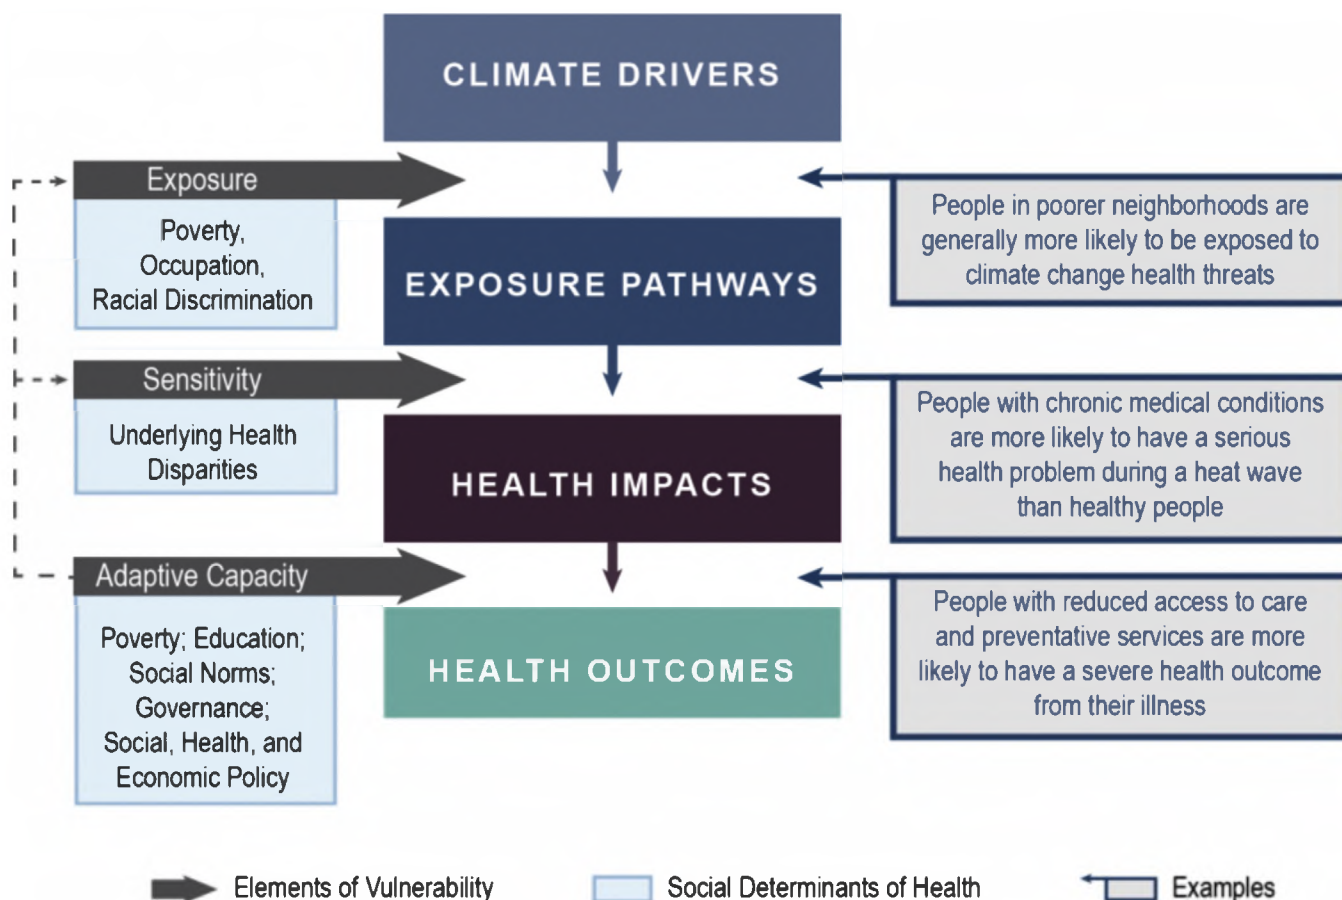 CLIMATE DRIVERS
Exposure
Poverty,
Occupation,
Racial Discrimination
People in poorer neighborhoods are
generally more likely to be exposed to
climate change health threats
EXPOSURE PATHWAYS
Sensitivity
Underlying Health
Disparities
People with chronic medical conditions
are more likely to have a serious
health problem during a heat wave
than healthy people
HEALTH IMPACTS
Adaptive Capacity
Poverty; Education;
Social Norms;
Governance;
Social, Health, and
Economic Policy
People with reduced access to care
and preventative services are more
likely to have a severe health outcome
from their illness
HEALTH OUTCOMES
Elements of Vulnerability
Social Determinants of Health
Examples